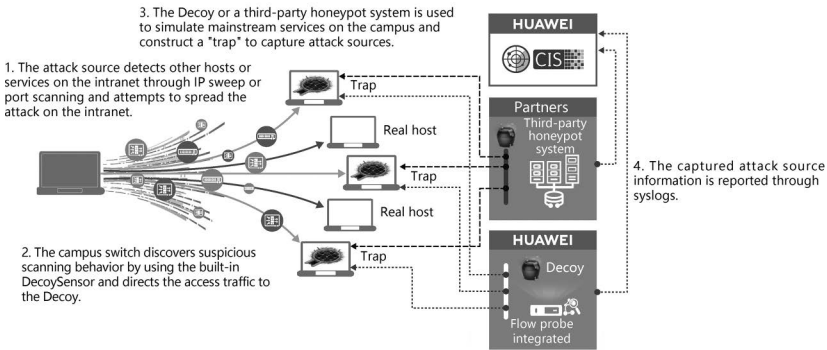 3. The Decoy or a third-party honeypot system is used
to simulate mainstream services on the campus and
construct a "trap" to capture attack sources.
HUAWEI
CIS
1. The attack source detects other hosts or
services on the intranet through IP sweep or
port scanning and attempts to spread the
attack on the intranet.
Trap
Real host
Trap
Real host
Trap
Partners
Third-party
honeypot
system
4. The captured attack source
information is reported through
syslogs.
2. The campus switch discovers suspicious
scanning behavior by using the built-in
DecoySensor and directs the access traffic to
the Decoy.
HUAWEI
Decoy
Flow probe
integrated